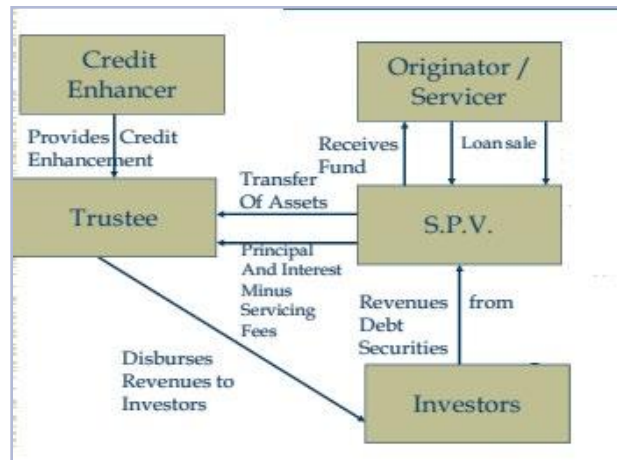 Credit
Enhancer
Originator /
Servicer
Provides Credit
Enhancement
Receives
Fund
Loan sale
Transfer
Of Assets
Trustee
S.P.V.
Principal
And Interest
Minus
Servicing
Fees
Revenues from
Debt
Securities
Disburses
Revenues to
Investors
Investors